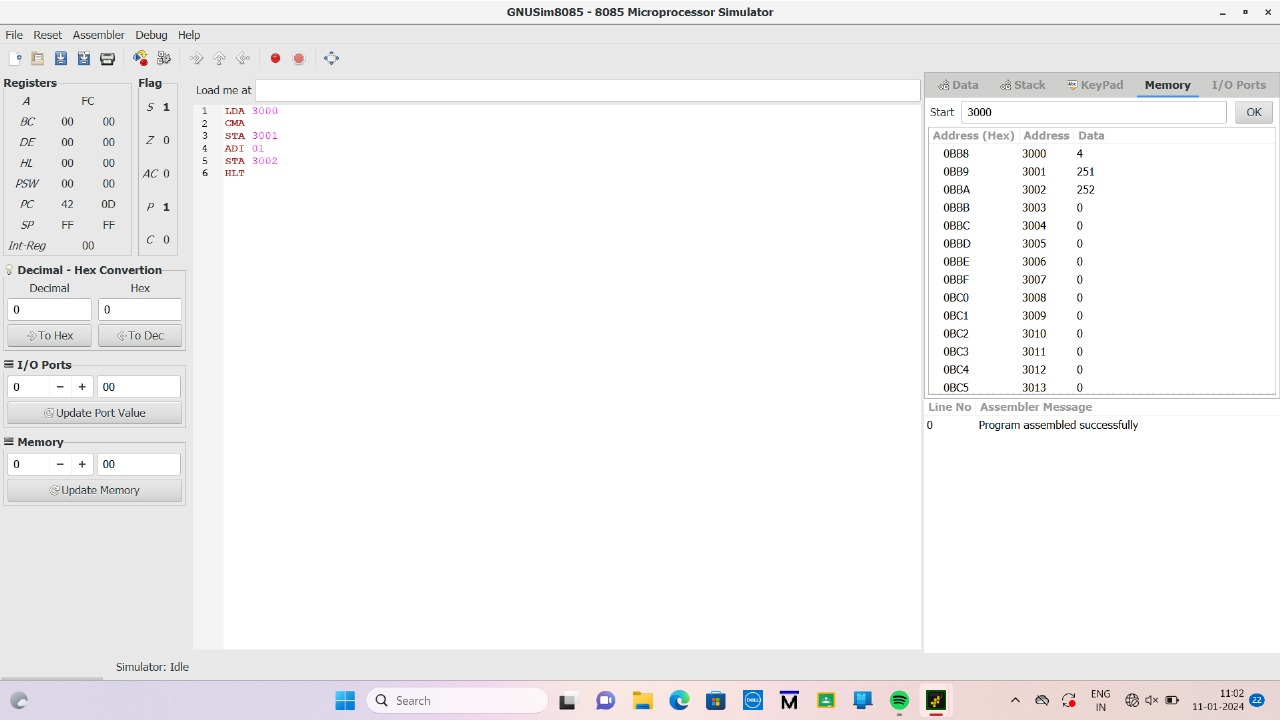 GNUSim8085 - 8085 Microprocessor Simulator
File Reset Assembler Debug Help
Registers
A FC
BC 00 00
DE 00 00
HL 00 00
PSW 00 00
PC 42 0D
SP FF FF
Int-Reg 00
Flag
S 1
Z 0
AC 0
P 1
C 0
Decimal - Hex Convertion
Decimal Hex
0 0
To Hex To Dec
I/O Ports
0 − + 00
Update Port Value
Memory
0 − + 00
Update Memory
Load me at
1 LDA 3000
2 CMA
3 STA 3001
4 ADI 01
5 STA 3002
6 HLT
Data Stack KeyPad Memory I/O Ports
Start 3000 OK
Address (Hex) Address Data
0BB8 3000 4
0BB9 3001 251
0BBA 3002 252
0BBB 3003 0
0BBC 3004 0
0BBD 3005 0
0BBE 3006 0
0BBF 3007 0
0BC0 3008 0
0BC1 3009 0
0BC2 3010 0
0BC3 3011 0
0BC4 3012 0
0BC5 3013 0
Line No Assembler Message
0 Program assembled successfully
Simulator: Idle
Search
ENG
IN
11:02
11-01-2024
22